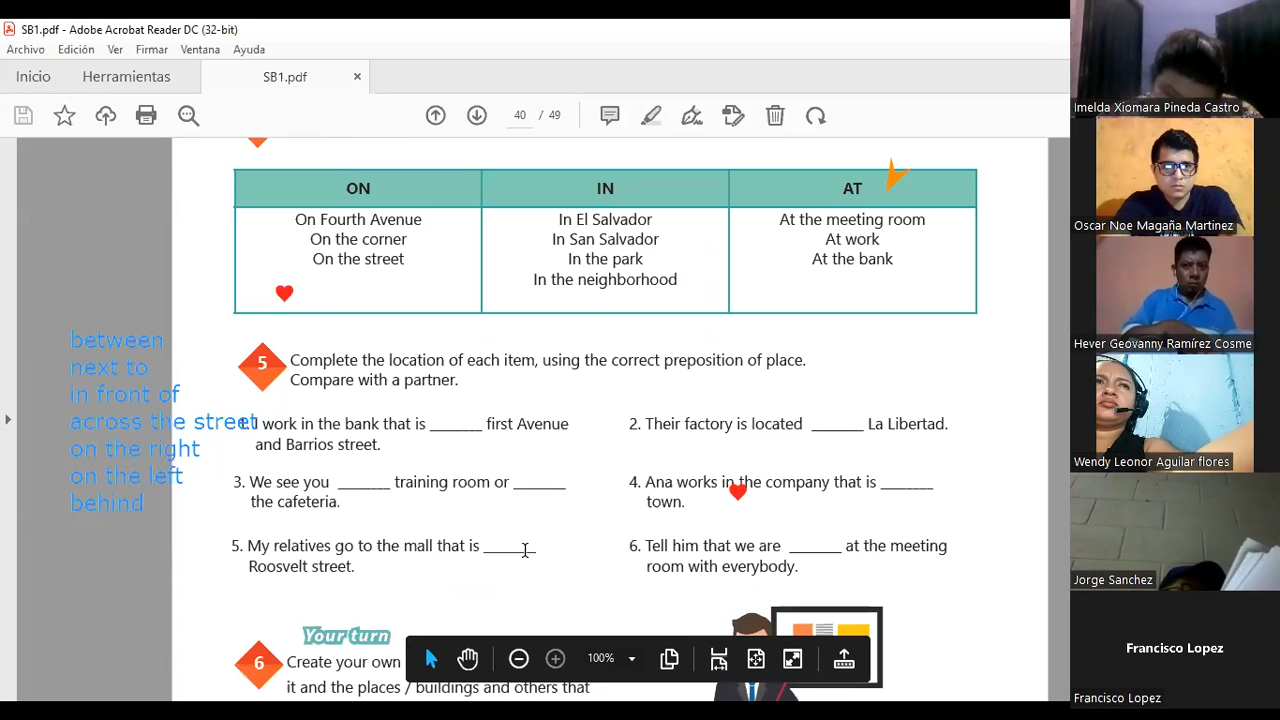 SB1.pdf - Adobe Acrobat Reader DC (32-bit)
Archivo Edición Ver Firmar Ventana Ayuda
Inicio Herramientas SB1.pdf ×
40 / 49
ON IN AT
On Fourth Avenue
On the corner
On the street
In El Salvador
In San Salvador
In the park
In the neighborhood
At the meeting room
At work
At the bank
between
next to
in front of
across the street
on the right
on the left
behind
5 Complete the location of each item, using the correct preposition of place.
Compare with a partner.
I work in the bank that is _______ first Avenue
and Barrios street.
2. Their factory is located _______ La Libertad.
3. We see you _______ training room or _______
the cafeteria.
4. Ana works in the company that is _______
town.
5. My relatives go to the mall that is _______
Roosvelt street.
6. Tell him that we are _______ at the meeting
room with everybody.
Your turn
6 Create your own
it and the places / buildings and others that
100%
Imelda Xiomara Pineda Castro
Oscar Noe Magaña Martinez
Hever Geovanny Ramírez Cosme
Wendy Leonor Aguilar flores
Jorge Sanchez
Francisco Lopez
Francisco Lopez